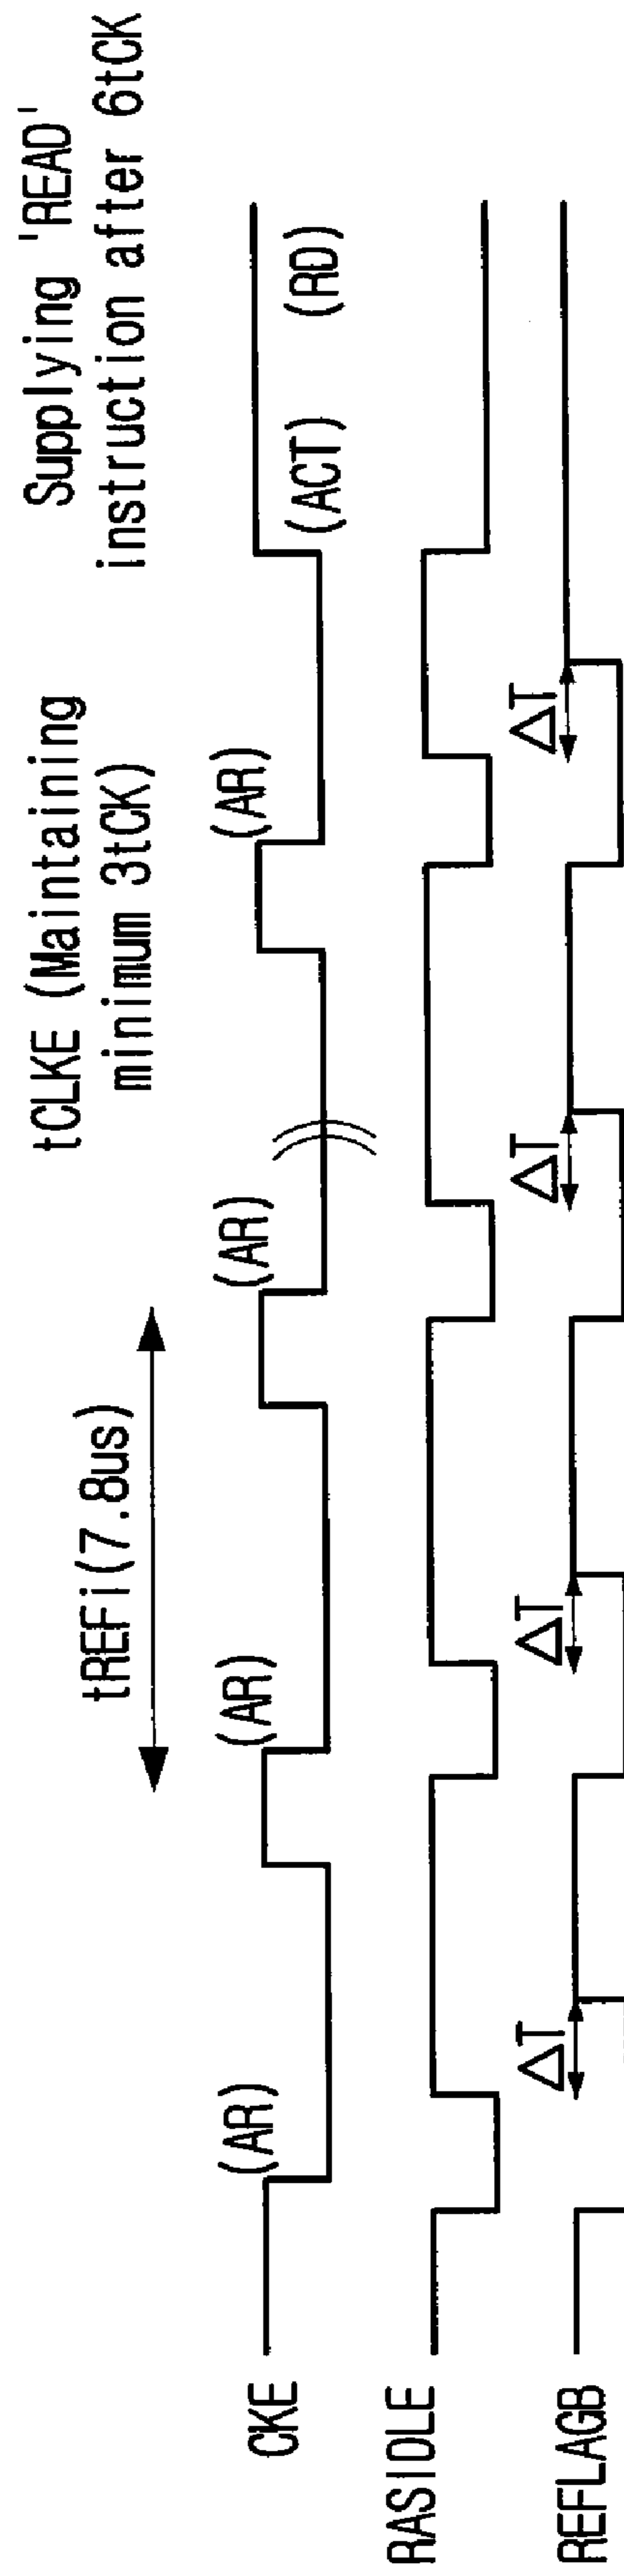 tREFi(7.8us)
tCLKE (Maintaining
minimum 3tCK)
Supplying 'READ'
instruction after 6tCK
CKE
(AR)
(AR)
(AR)
(AR)
(ACT)
(RD)
RASIDLE
REFLAGB
ΔT
ΔT
ΔT
ΔT